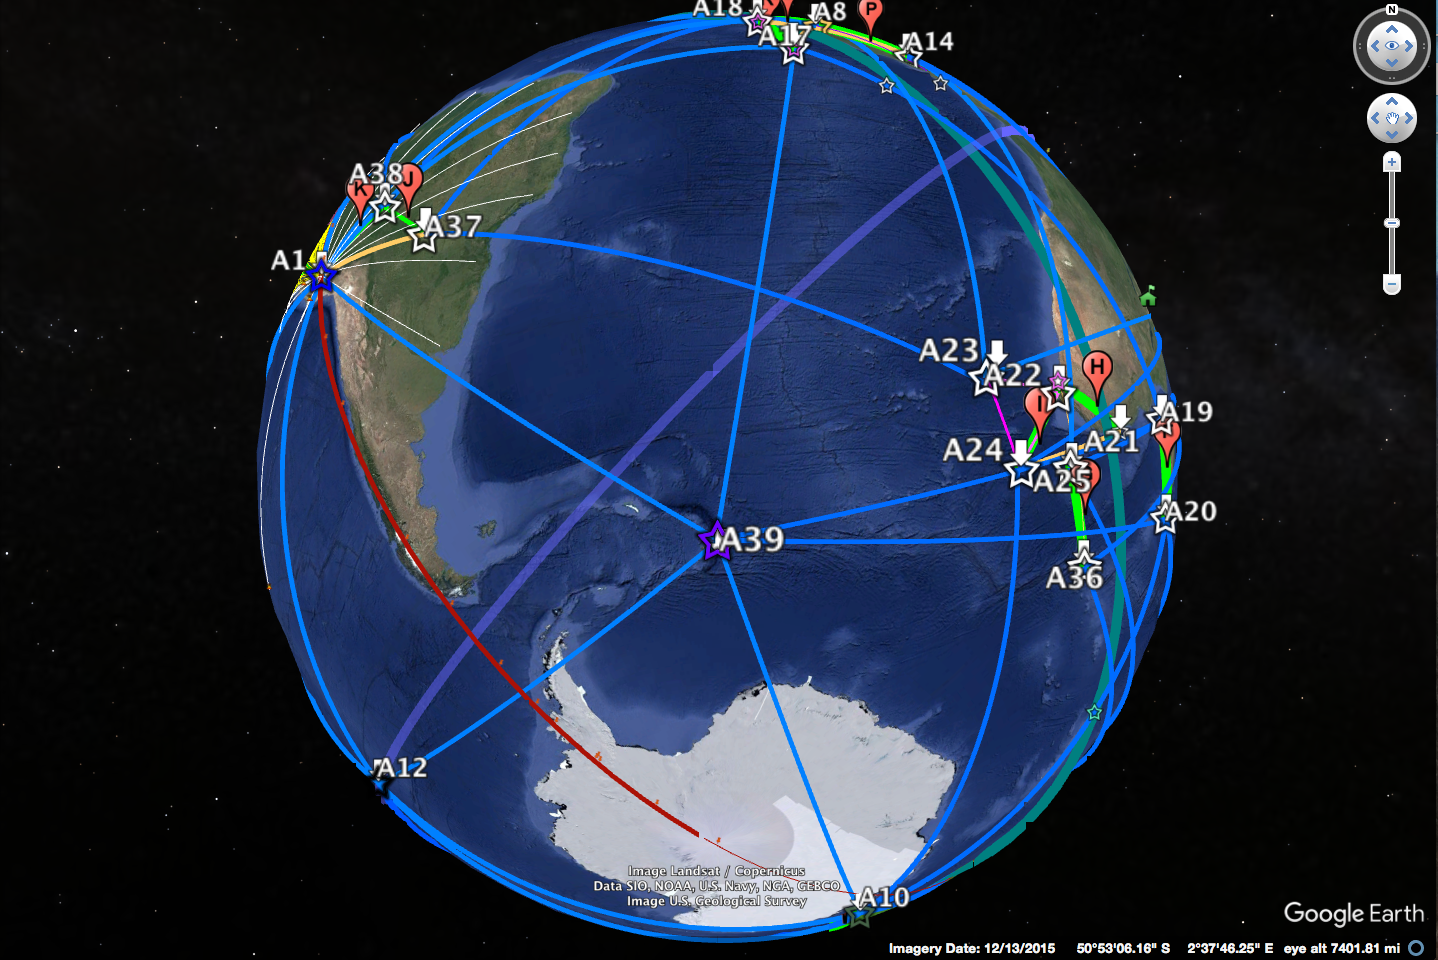 A18
A8
P
A17
A14
N
A38
J
K
A37
A1
A23
A22
H
I
A19
A24
A21
A25
A20
A39
A36
A12
A10
Image Landsat / Copernicus
Data SIO, NOAA, U.S. Navy, NGA, GEBCO
Image U.S. Geological Survey
Google Earth
Imagery Date: 12/13/2015 50°53'06.16" S 2°37'46.25" E eye alt 7401.81 mi